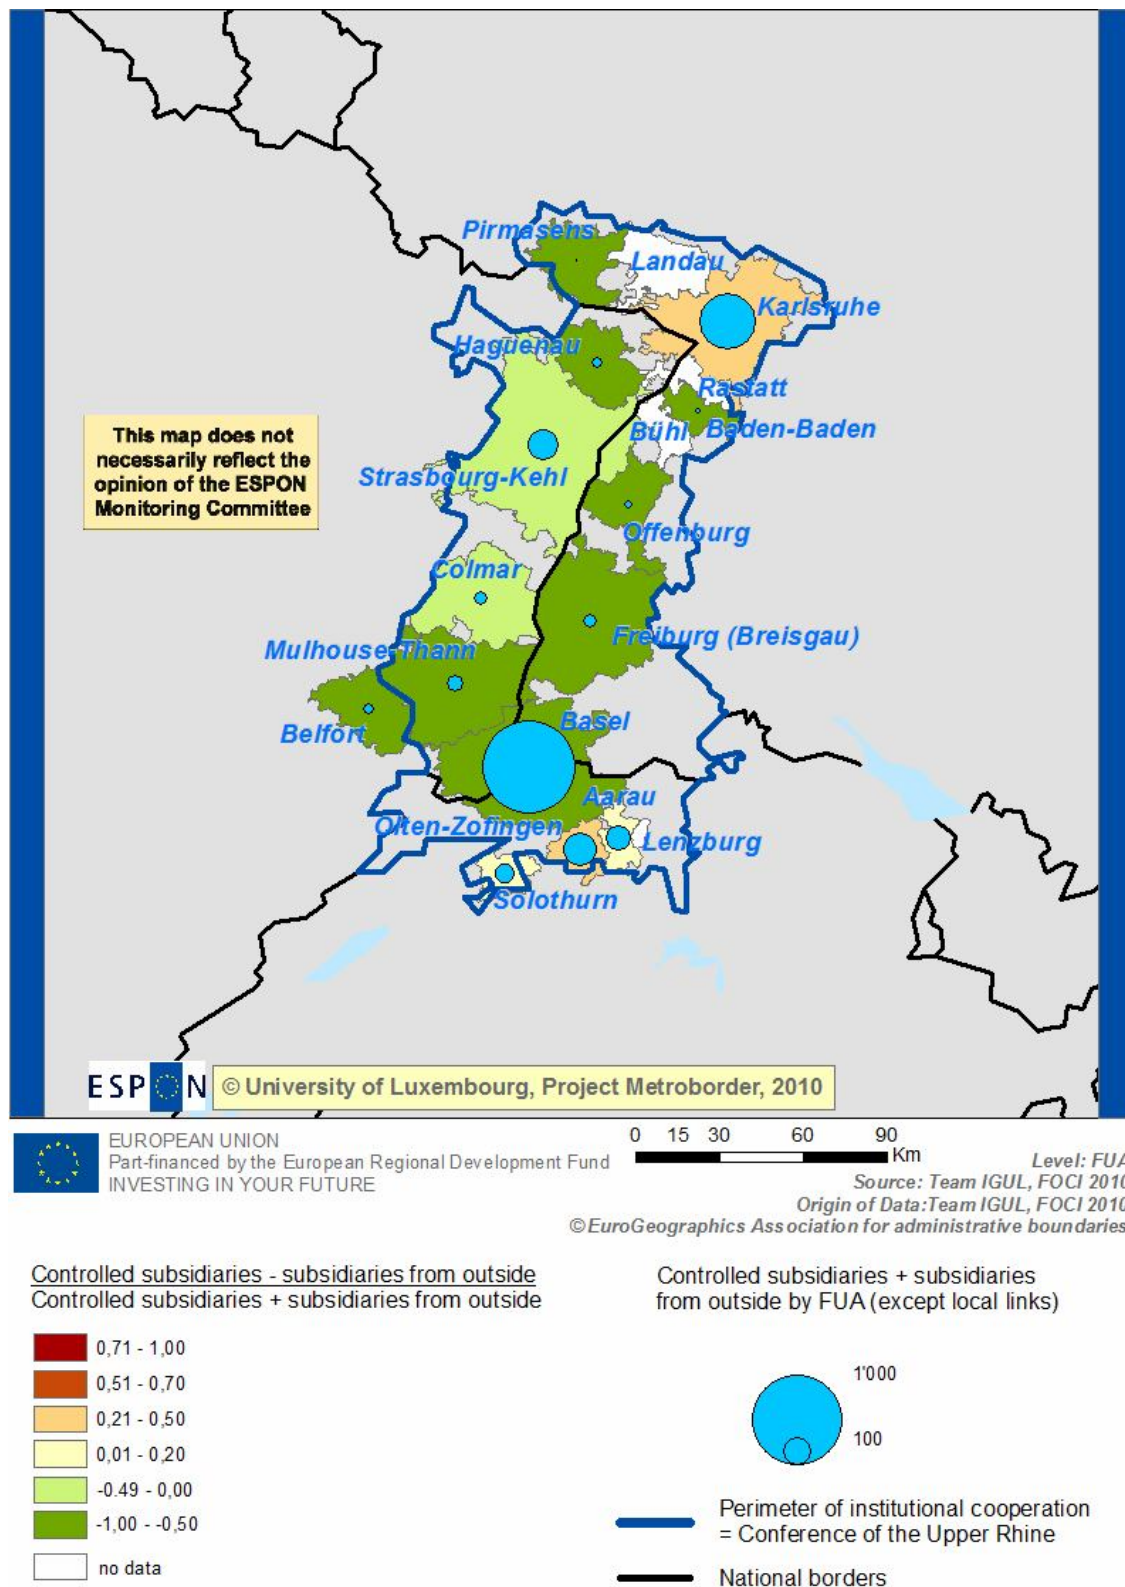 Pirmasens
Landau
Karlsruhe
Haguenau
Rastatt
Bühl
Baden-Baden
This map does not
necessarily reflect the
opinion of the ESPON
Monitoring Committee
Strasbourg-Kehl
Offenburg
Colmar
Mulhouse-Thann
Freiburg (Breisgau)
Belfort
Basel
Aarau
Olten-Zofingen
Lenzburg
Solothurn
ESPON
© University of Luxembourg, Project Metroborder, 2010
EUROPEAN UNION
Part-financed by the European Regional Development Fund
INVESTING IN YOUR FUTURE
0 15 30 60 90
Km
Level: FUA
Source: Team IGUL, FOCI 2010
Origin of Data:Team IGUL, FOCI 2010
© EuroGeographics Association for administrative boundaries
Controlled subsidiaries - subsidiaries from outside
Controlled subsidiaries + subsidiaries from outside
0,71 - 1,00
0,51 - 0,70
0,21 - 0,50
0,01 - 0,20
-0.49 - 0,00
-1,00 - -0,50
no data
Controlled subsidiaries + subsidiaries
from outside by FUA (except local links)
1'000
100
Perimeter of institutional cooperation
= Conference of the Upper Rhine
National borders